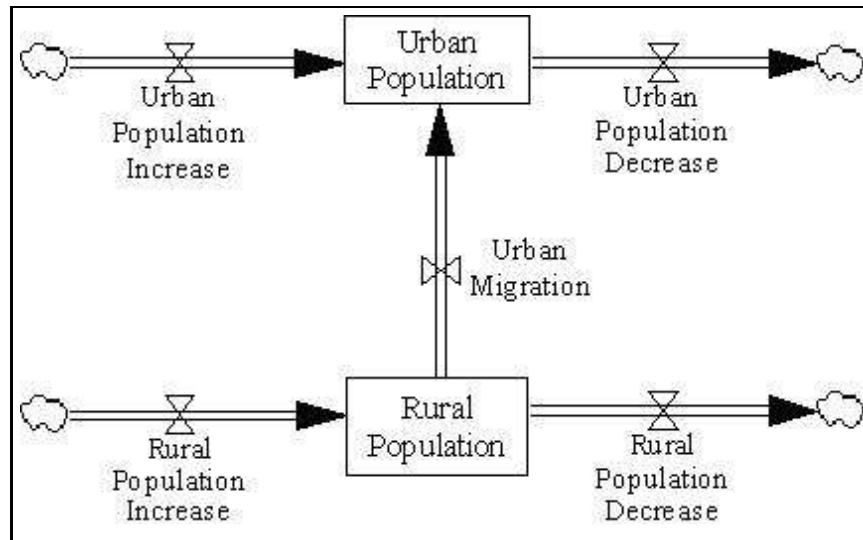 Urban
Population
Urban
Population
Increase
Urban
Population
Decrease
Urban
Migration
Rural
Population
Rural
Population
Increase
Rural
Population
Decrease